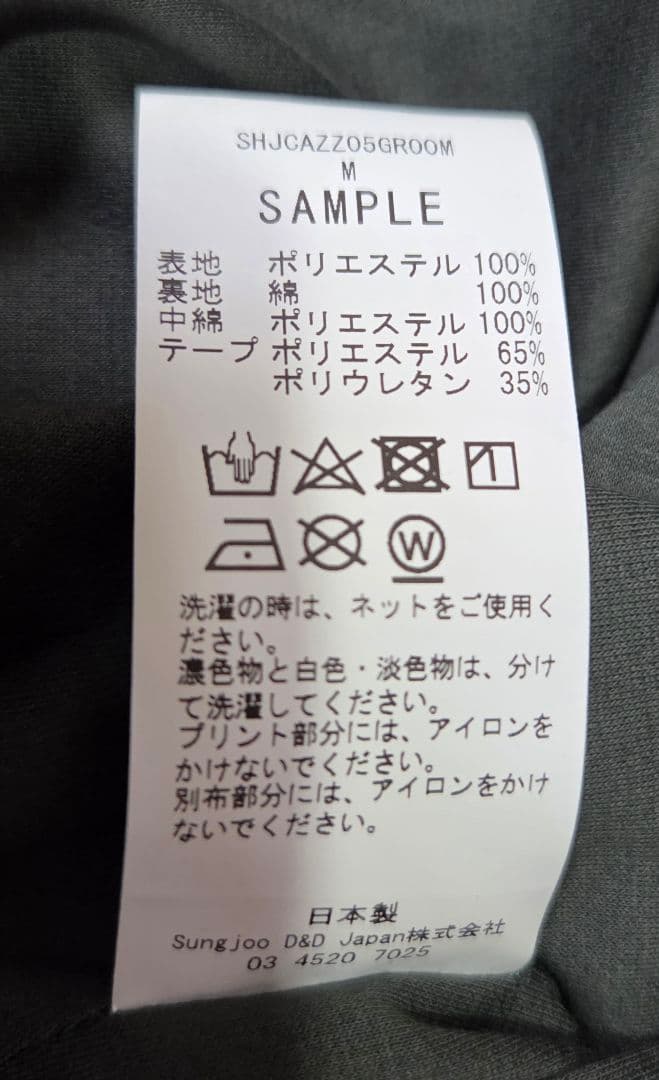 SHJCAZZ05GROOM
M
SAMPLE
表地 ポリエステル 100%
裏地 綿 100%
中綿 ポリエステル 100%
テープ ポリエステル 65%
ポリウレタン 35%
W
洗濯の時は、ネットをご使用く
ださい。
濃色物と白色・淡色物は、分け
て洗濯してください。
プリント部分には、アイロンを
かけないでください。
別布部分には、アイロンをかけ
ないでください。
日本製
Sungjoo D&D Japan株式会社
03 4520 7025